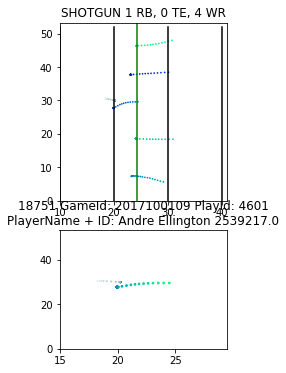 SHOTGUN 1 RB, 0 TE, 4 WR
50
40
30
20
10
0
10 20 30 40
18751 GameId: 2017100109 PlayId: 4601
PlayerName + ID: Andre Ellington 2539217.0
40
20
0
15 20 25